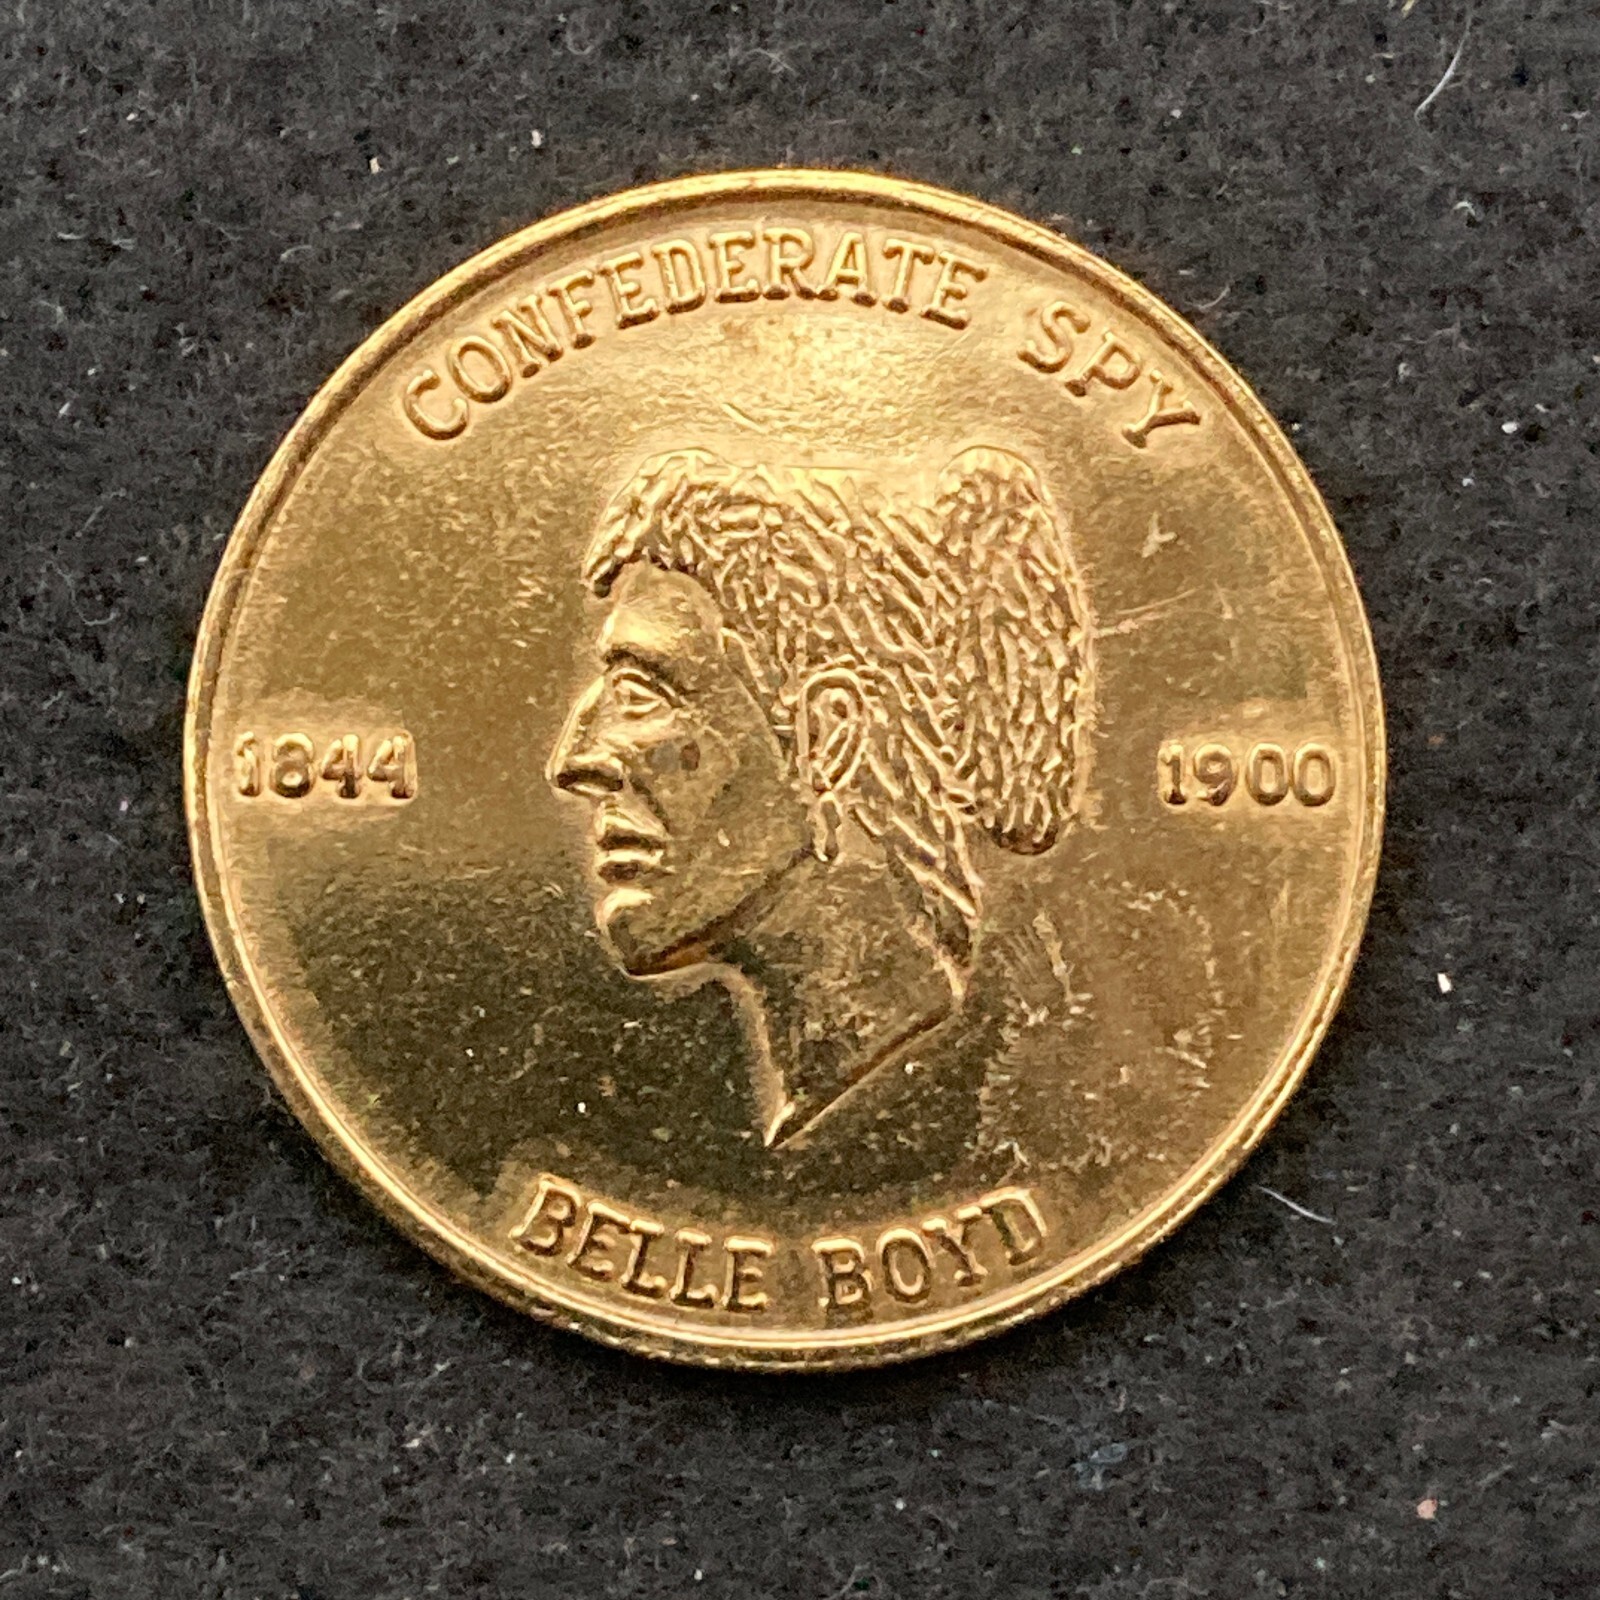 CONFEDERATE SPY
1844
1900
BELLE BOYD